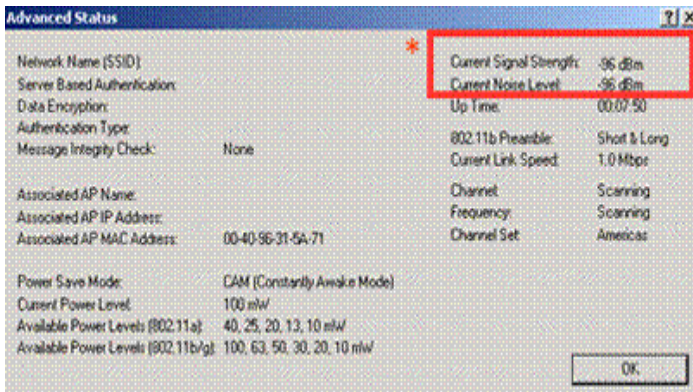 Advanced Status
Network Name (SSID):
Server Based Authentication:
Data Encryption:
Authentication Type:
Message Integrity Check: None
Associated AP Name:
Associated AP IP Address:
Associated AP MAC Address: 00-40-96-31-5A-71
Power Save Mode: CAM (Constantly Awake Mode)
Current Power Level: 100 mW
Available Power Levels (802.11a): 40, 25, 20, 13, 10 mW
Available Power Levels (802.11b/g): 100, 63, 50, 30, 20, 10 mW
*
Current Signal Strength: -96 dBm
Current Noise Level: -96 dBm
Up Time: 00:07:50
802.11b Preamble: Short & Long
Current Link Speed: 1.0 Mbps
Channel: Scanning
Frequency: Scanning
Channel Set: Americas
OK